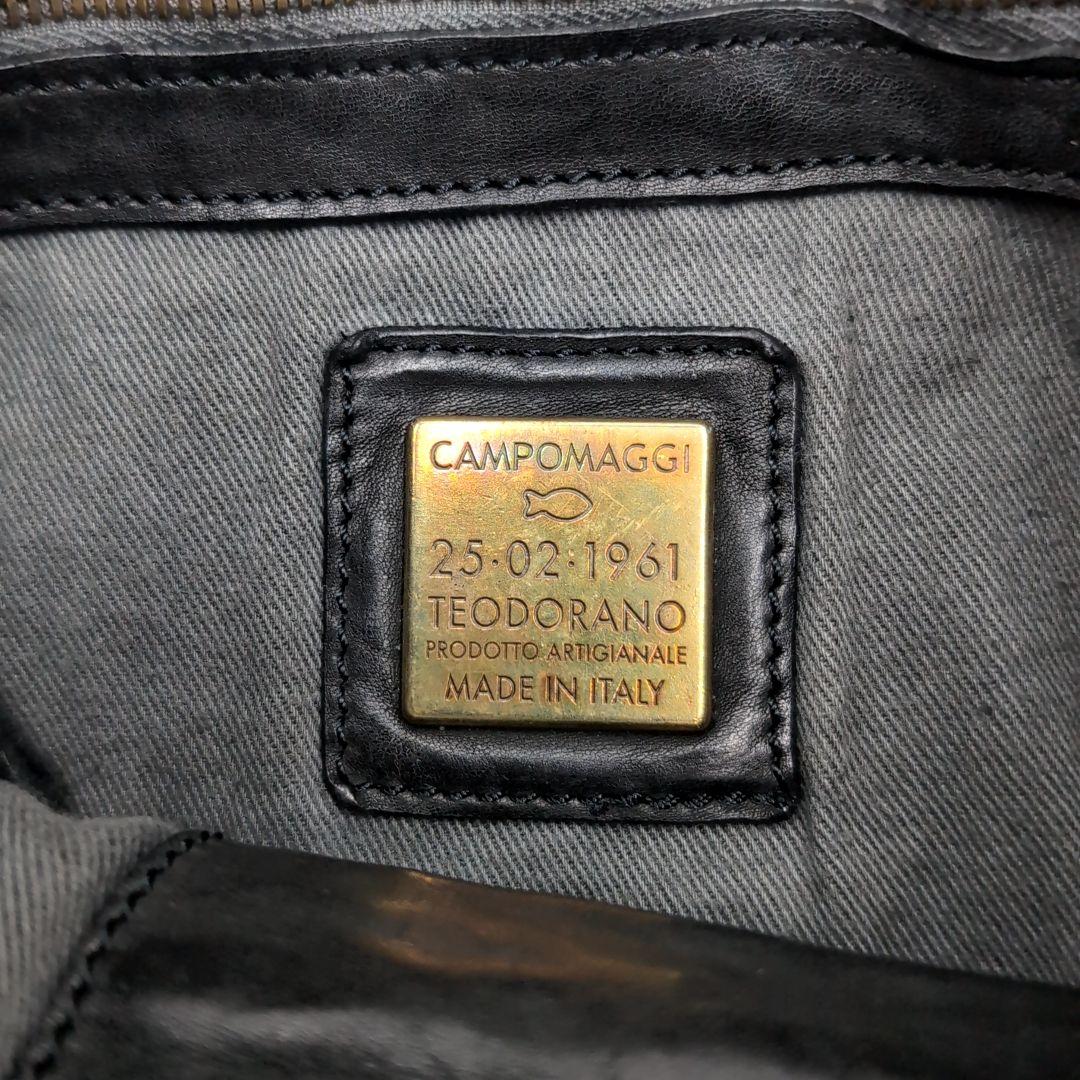 CAMPOMAGGI
25·02·1961
TEODORANO
PRODOTTO ARTIGIANALE
MADE IN ITALY